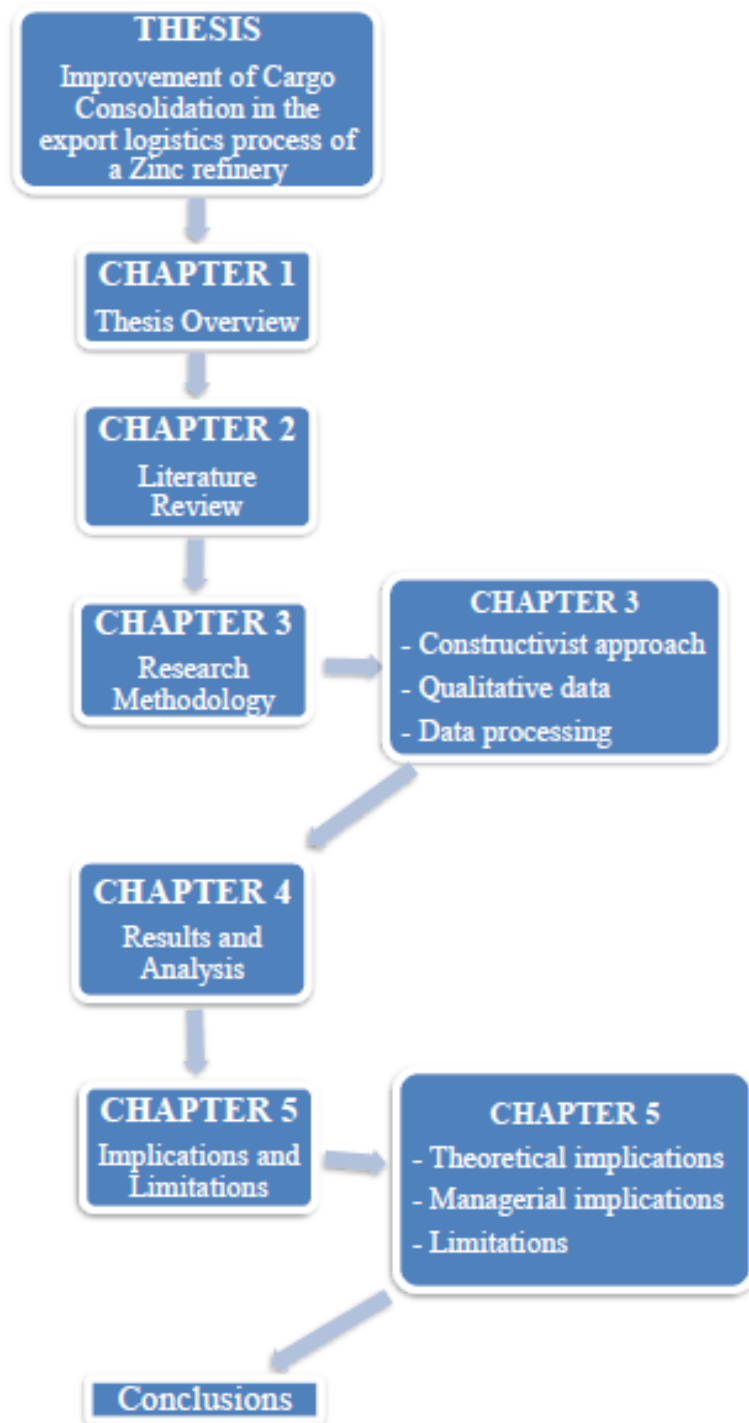 THESIS
Improvement of Cargo
Consolidation in the
export logistics process of
a Zinc refinery
CHAPTER 1
Thesis Overview
CHAPTER 2
Literature
Review
CHAPTER 3
Research
Methodology
CHAPTER 3
- Constructivist approach
- Qualitative data
- Data processing
CHAPTER 4
Results and
Analysis
CHAPTER 5
Implications and
Limitations
CHAPTER 5
- Theoretical implications
- Managerial implications
- Limitations
Conclusions